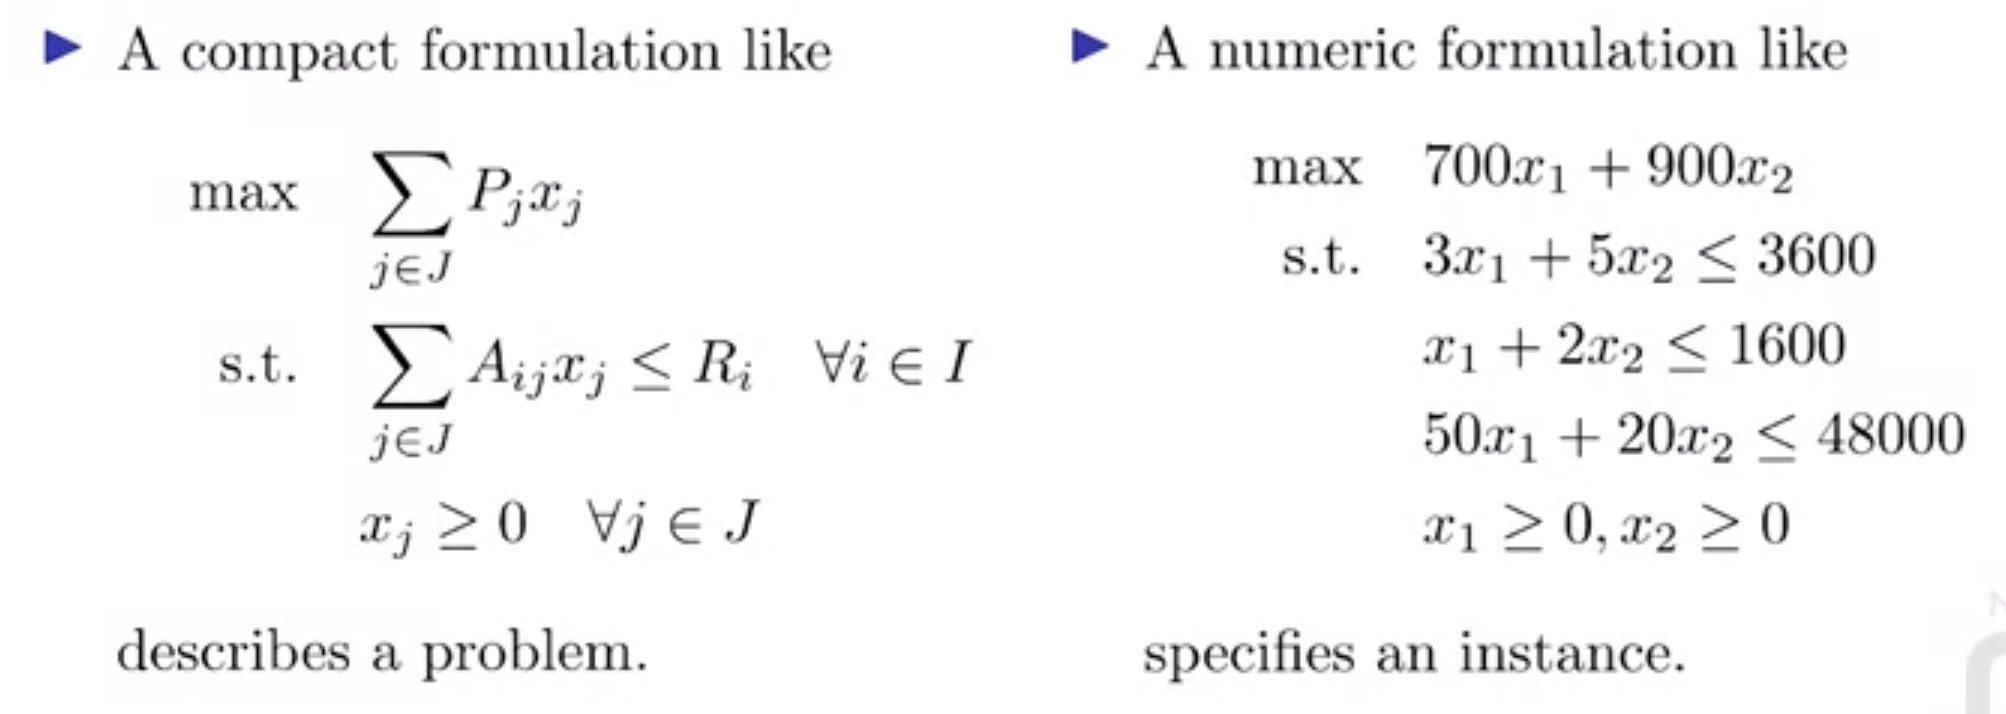 ▶ A compact formulation like
max ∑_{j∈J} P_j x_j
s.t. ∑_{j∈J} A_{ij} x_j ≤ R_i ∀i ∈ I
x_j ≥ 0 ∀j ∈ J
describes a problem.
▶ A numeric formulation like
max 700x_1 + 900x_2
s.t. 3x_1 + 5x_2 ≤ 3600
x_1 + 2x_2 ≤ 1600
50x_1 + 20x_2 ≤ 48000
x_1 ≥ 0, x_2 ≥ 0
specifies an instance.